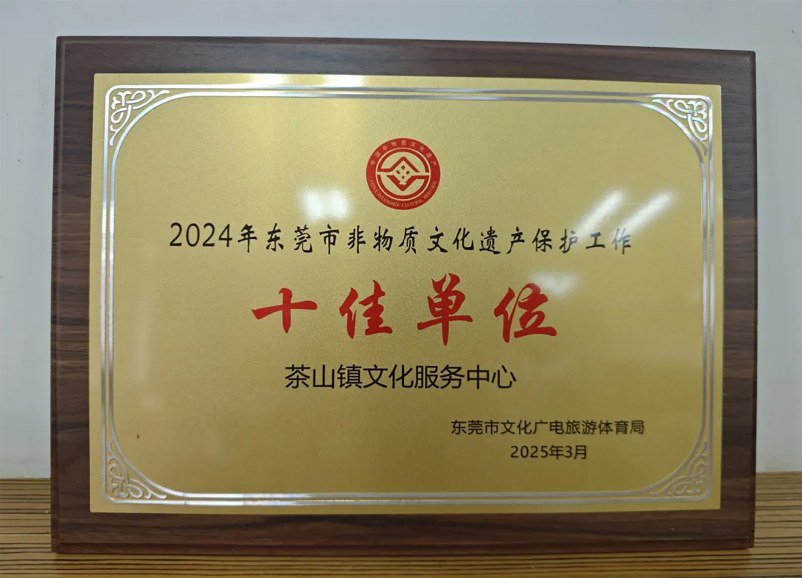 2024年东莞市非物质文化遗产保护工作
十佳单位
茶山镇文化服务中心
东莞市文化广电旅游体育局
2025年3月